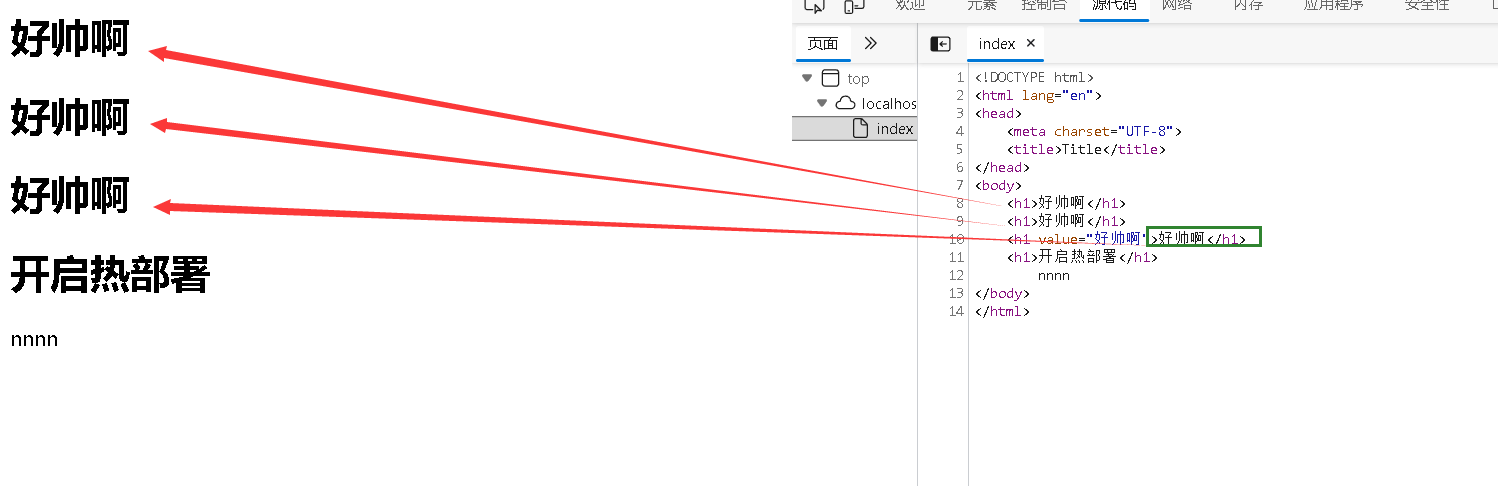 好帅啊
好帅啊
好帅啊
开启热部署
nnnn
欢迎 元素 控制台 源代码 网络 内存 应用程序 安全性
页面 index ×
top
localhos
index
1 <!DOCTYPE html>
2 <html lang="en">
3 <head>
4 <meta charset="UTF-8">
5 <title>Title</title>
6 </head>
7 <body>
8 <h1>好帅啊</h1>
9 <h1>好帅啊</h1>
10 <h1 value="好帅啊">好帅啊</h1>
11 <h1>开启热部署</h1>
12 nnnn
13 </body>
14 </html>